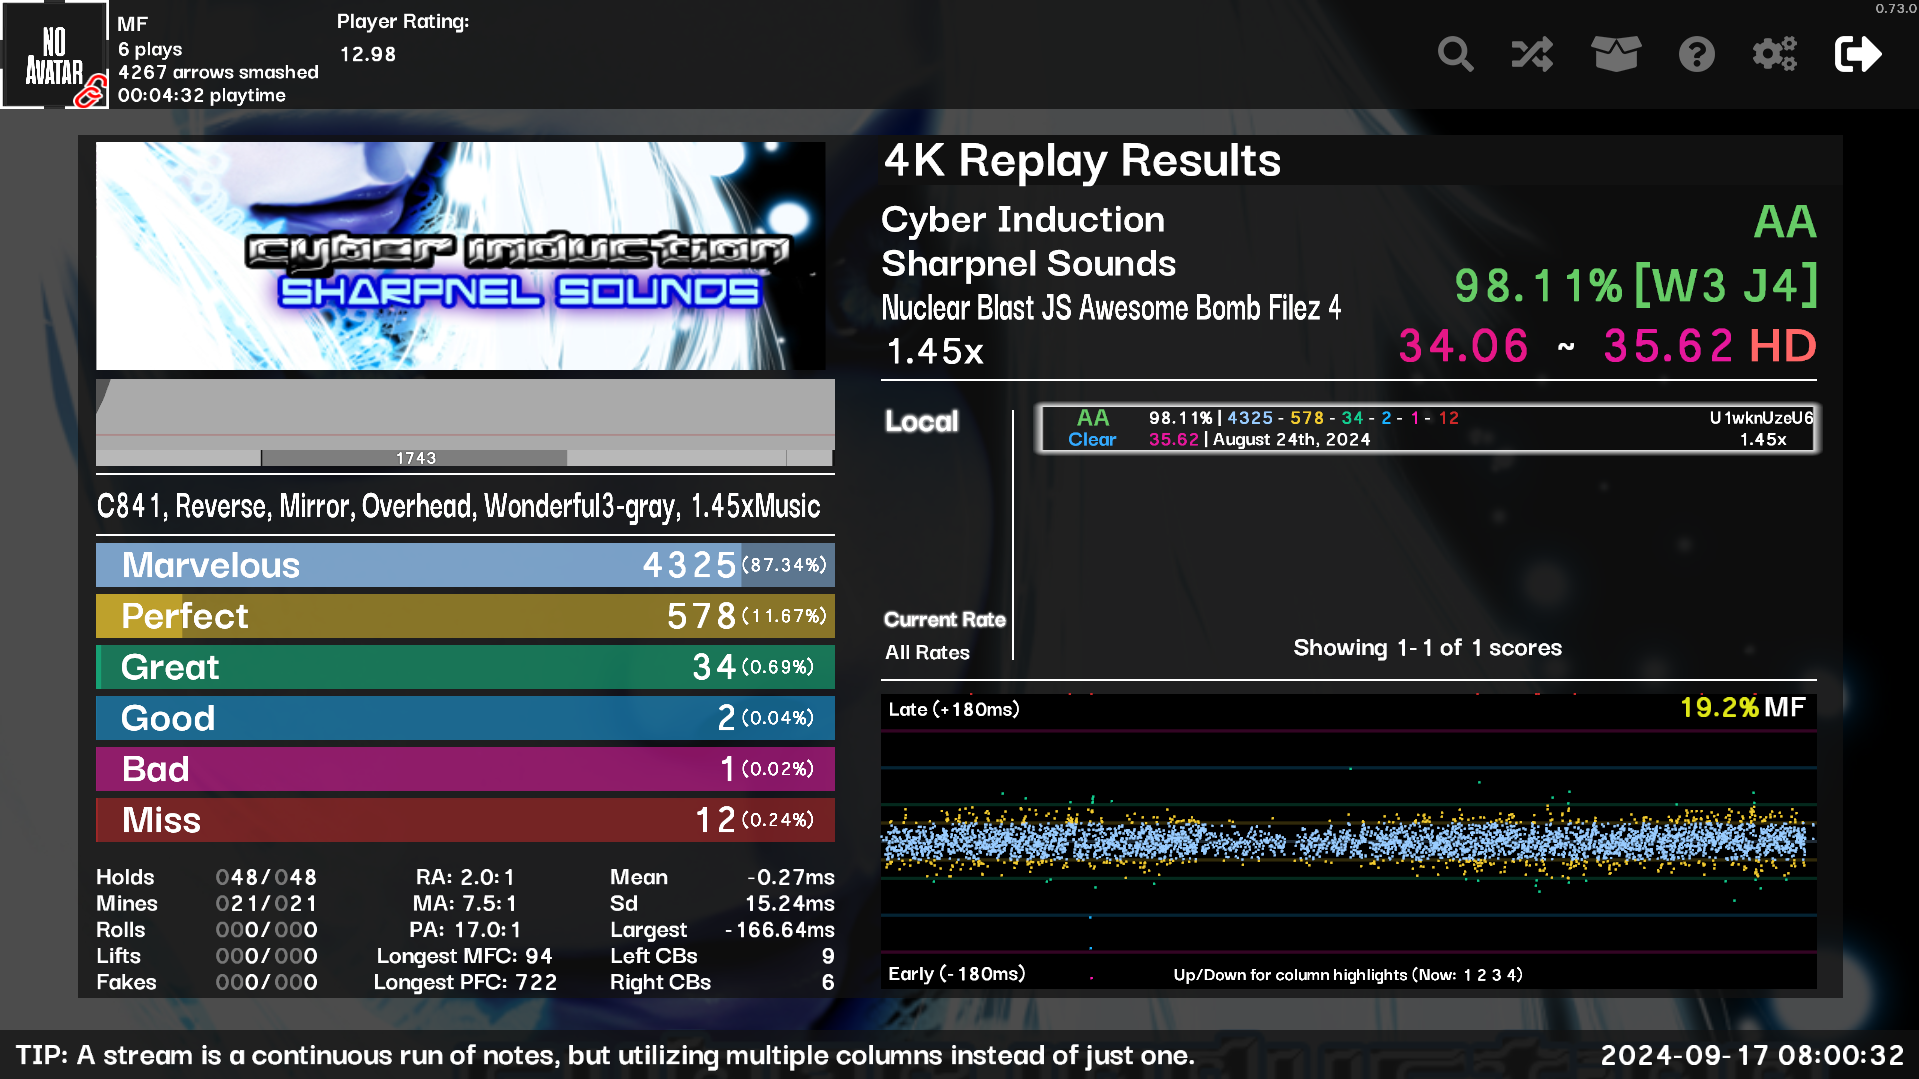 NO
AVATAR
MF
6 plays
4267 arrows smashed
00:04:32 playtime
Player Rating:
12.98
0.73.0
cyber induction
SHARPNEL SOUNDS
1743
C841, Reverse, Mirror, Overhead, Wonderful3-gray, 1.45xMusic
Marvelous 4325 (87.34%)
Perfect 578 (11.67%)
Great 34 (0.69%)
Good 2 (0.04%)
Bad 1 (0.02%)
Miss 12 (0.24%)
Holds 048/048
Mines 021/021
Rolls 000/000
Lifts 000/000
Fakes 000/000
RA: 2.0:1
MA: 7.5:1
PA: 17.0:1
Longest MFC: 94
Longest PFC: 722
Mean -0.27ms
Sd 15.24ms
Largest -166.64ms
Left CBs 9
Right CBs 6
4K Replay Results
Cyber Induction
Sharpnel Sounds
Nuclear Blast JS Awesome Bomb Filez 4
1.45x
AA
98.11% [W3 J4]
34.06 ~ 35.62 HD
Local
Current Rate
All Rates
AA 98.11% | 4325 - 578 - 34 - 2 - 1 - 12 U1wknUzeU6
Clear 35.62 | August 24th, 2024 1.45x
Showing 1-1 of 1 scores
Late (+180ms) 19.2% MF
Early (-180ms) Up/Down for column highlights (Now: 1 2 3 4)
TIP: A stream is a continuous run of notes, but utilizing multiple columns instead of just one.
2024-09-17 08:00:32